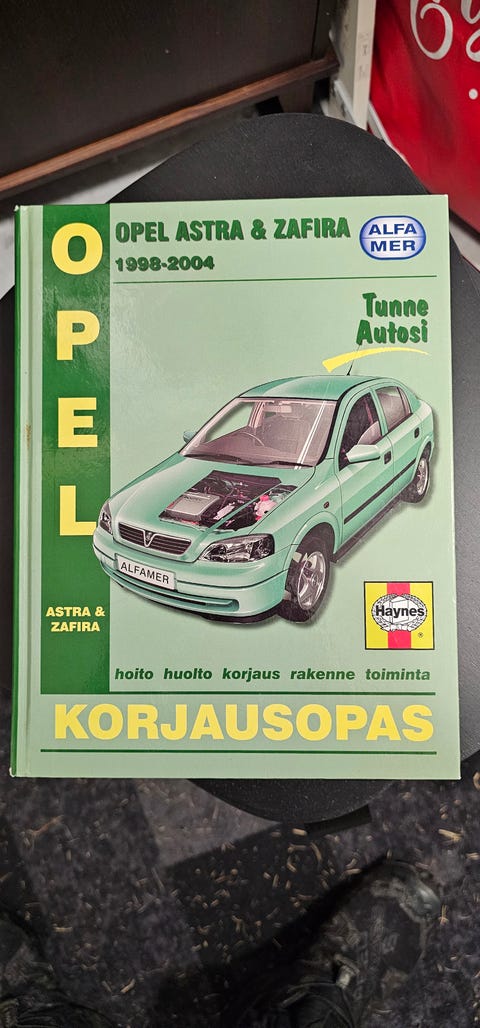 OPEL
OPEL ASTRA & ZAFIRA
1998-2004
ALFA
MER
Tunne
Autosi
ALFAMER
ASTRA &
ZAFIRA
Haynes
®
hoito huolto korjaus rakenne toiminta
KORJAUSOPAS